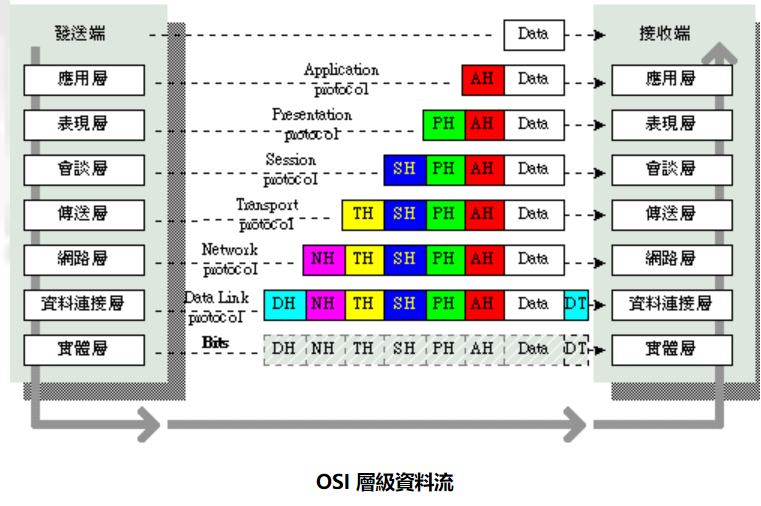 發送端 Data 接收端
應用層 Application protocol AH Data 應用層
表現層 Presentation protocol PH AH Data 表現層
會談層 Session protocol SH PH AH Data 會談層
傳送層 Transport protocol TH SH PH AH Data 傳送層
網路層 Network protocol NH TH SH PH AH Data 網路層
資料連接層 Data Link protocol DH NH TH SH PH AH Data DT 資料連接層
實體層 Bits DH NH TH SH PH AH Data DT 實體層
OSI 層級資料流